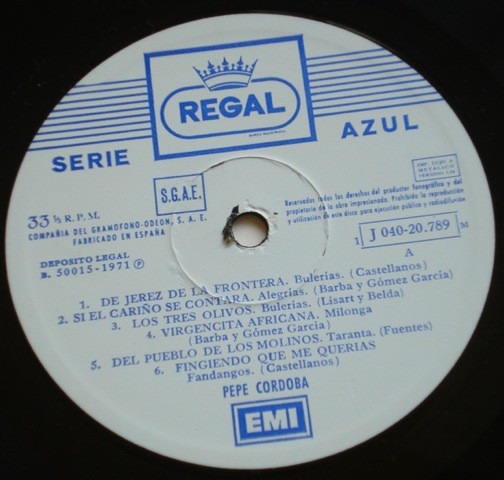 REGAL
SERIE AZUL
S.G.A.E.
33 ⅓ R.P.M.
COMPAÑIA DEL GRAMOFONO-ODEON, S. A. E.
FABRICADO EN ESPAÑA
DEPOSITO LEGAL
B. 50015-1971 Ⓟ
Reservados todos los derechos del productor fonográfico y del
propietario de la obra impresionada. Prohibida la reproducción
y utilización de este disco para ejecución pública y radiodifusión
1 J 040-20.789 M
A
1. DE JEREZ DE LA FRONTERA. Bulerías. (Castellanos)
2. SI EL CARIÑO SE CONTARA. Alegrías. (Barba y Gómez García)
3. LOS TRES OLIVOS. Bulerías. (Lisart y Belda)
4. VIRGENCITA AFRICANA. Milonga
(Barba y Gómez García)
5. DEL PUEBLO DE LOS MOLINOS. Taranta. (Fuentes)
6. FINGIENDO QUE ME QUERIAS
Fandangos. (Castellanos)
PEPE CORDOBA
EMI